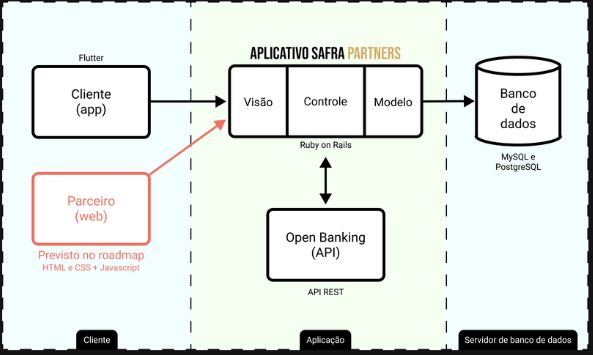 Flutter
Cliente
(app)
APLICATIVO SAFRA PARTNERS
Visão
Controle
Modelo
Ruby on Rails
Banco
de
dados
MySQL e
PostgreSQL
Parceiro
(web)
Previsto no roadmap
HTML e CSS + Javascript
Open Banking
(API)
API REST
Cliente
Aplicação
Servidor de banco de dados